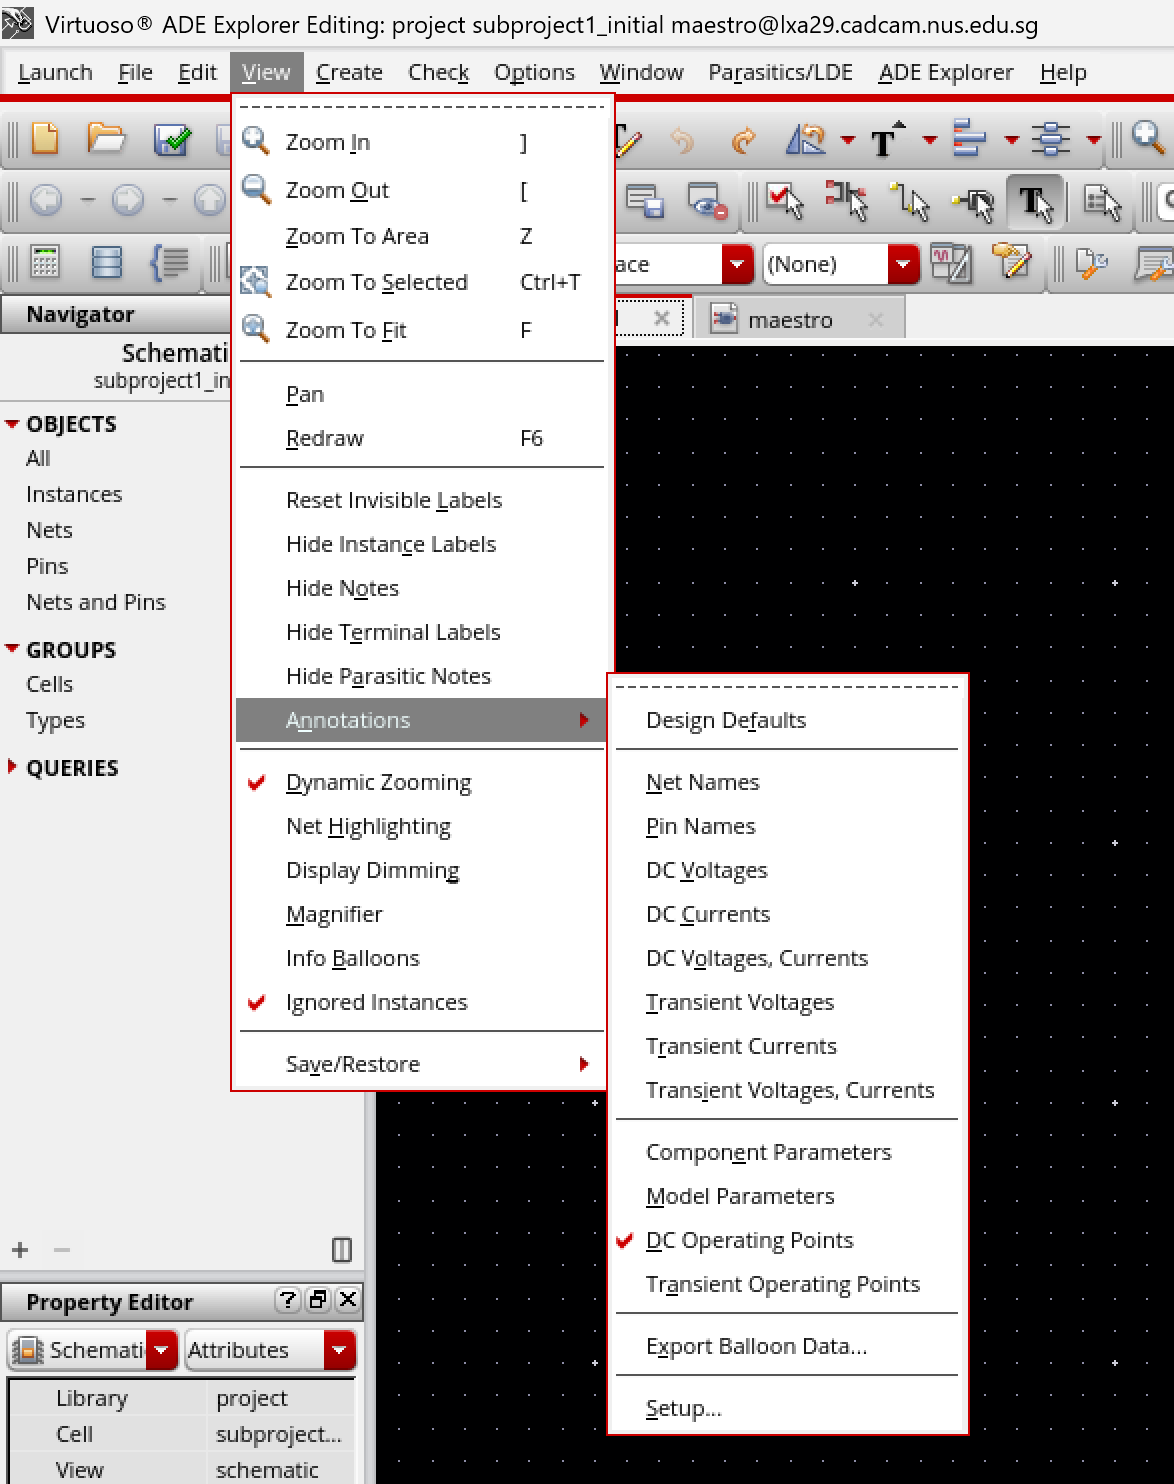 Virtuoso® ADE Explorer Editing: project subproject1_initial maestro@lxa29.cadcam.nus.edu.sg
Launch File Edit View Create Check Options Window Parasitics/LDE ADE Explorer Help
Zoom In ]
Zoom Out [
Zoom To Area Z
Zoom To Selected Ctrl+T
Zoom To Fit F
Pan
Redraw F6
Reset Invisible Labels
Hide Instance Labels
Hide Notes
Hide Terminal Labels
Hide Parasitic Notes
Annotations
Dynamic Zooming
Net Highlighting
Display Dimming
Magnifier
Info Balloons
Ignored Instances
Save/Restore
Design Defaults
Net Names
Pin Names
DC Voltages
DC Currents
DC Voltages, Currents
Transient Voltages
Transient Currents
Transient Voltages, Currents
Component Parameters
Model Parameters
DC Operating Points
Transient Operating Points
Export Balloon Data...
Setup...
T
T
ace (None)
maestro
Navigator
Schemati
subproject1_in
OBJECTS
All
Instances
Nets
Pins
Nets and Pins
GROUPS
Cells
Types
QUERIES
Property Editor
Schemati Attributes
Library project
Cell subproject...
View schematic